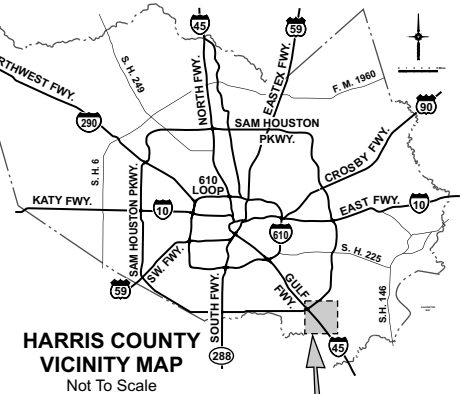 45
59
S. H. 249
NORTH FWY.
EASTEX FWY.
F. M. 1960
RTHWEST FWY.
90
290
SAM HOUSTON
PKWY.
CROSBY FWY.
S. H. 6
SAM HOUSTON PKWY.
610
LOOP
KATY FWY.
10
EAST FWY.
10
610
SW. FWY.
S. H. 225
59
SOUTH FWY.
GULF
FWY.
S.H. 146
HARRIS COUNTY
VICINITY MAP
Not To Scale
288
45